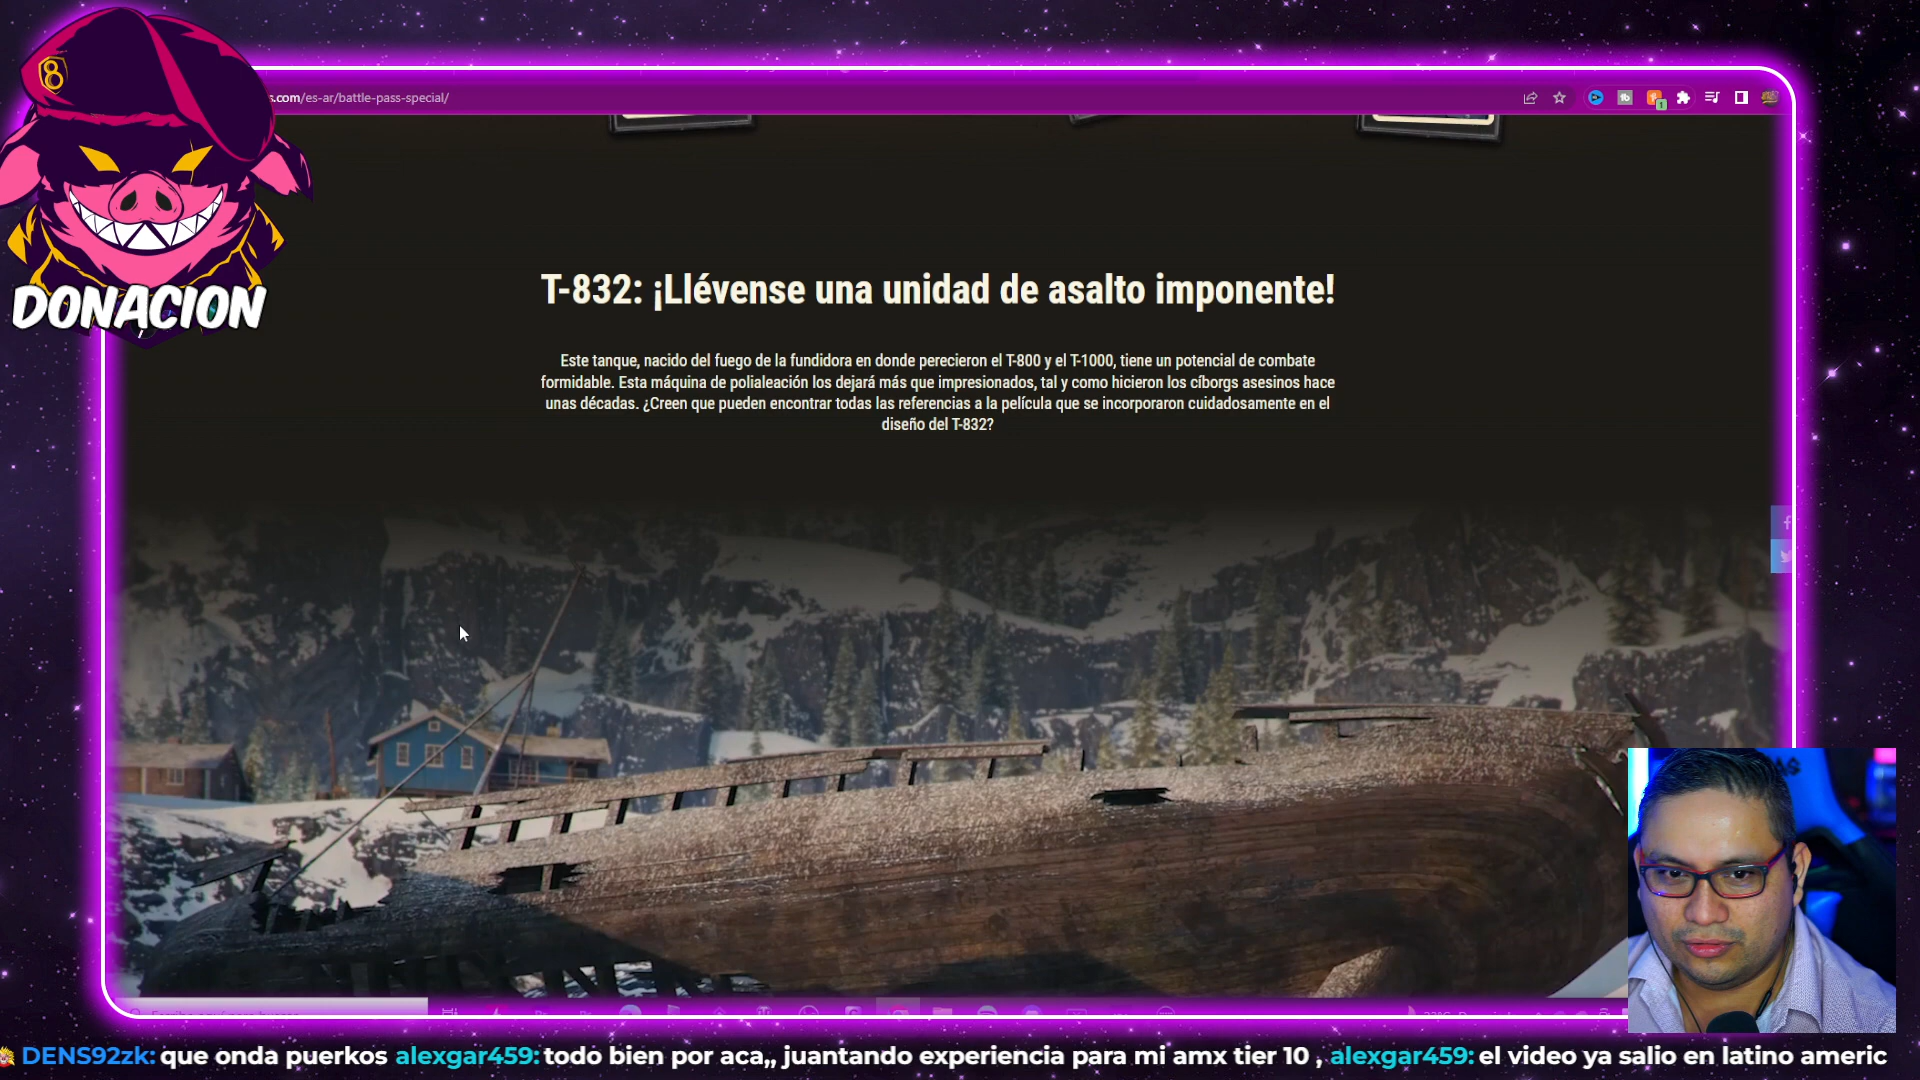 8
s.com/es-ar/battle-pass-special/
1
DONACION
T-832: ¡Llévense una unidad de asalto imponente!
Este tanque, nacido del fuego de la fundidora en donde perecieron el T-800 y el T-1000, tiene un potencial de combate
formidable. Esta máquina de polialeación los dejará más que impresionados, tal y como hicieron los cíborgs asesinos hace
unas décadas. ¿Creen que pueden encontrar todas las referencias a la película que se incorporaron cuidadosamente en el
diseño del T-832?
DENS92zk: que onda puerkos alexgar459: todo bien por aca,, juantando experiencia para mi amx tier 10 , alexgar459: el video ya salio en latino americ